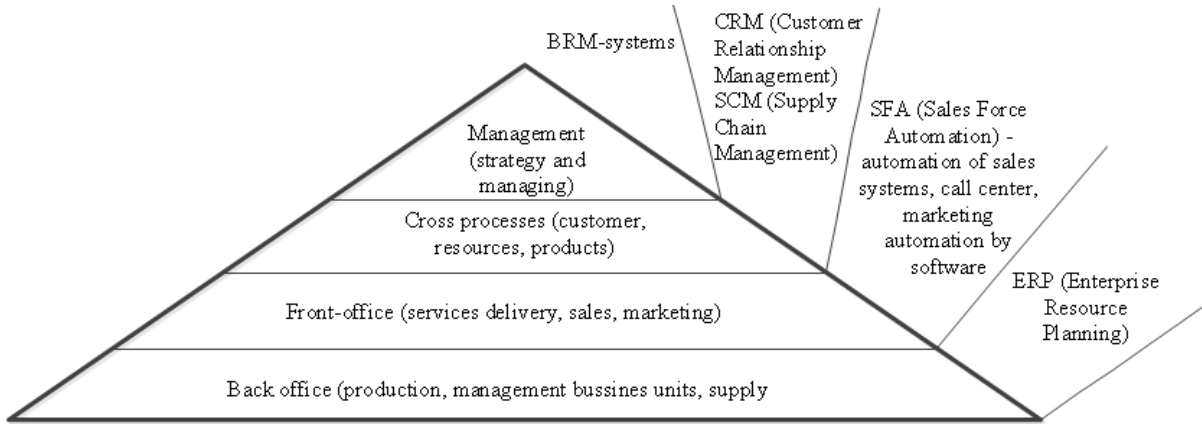 BRM-systems
CRM (Customer
Relationship
Management)
SCM (Supply
Chain
Management)
SFA (Sales Force
Automation) -
automation of sales
systems, call center,
marketing
automation by
software
ERP (Enterprise
Resource
Planning)
Management
(strategy and
managing)
Cross processes (customer,
resources, products)
Front-office (services delivery, sales, marketing)
Back office (production, management bussines units, supply